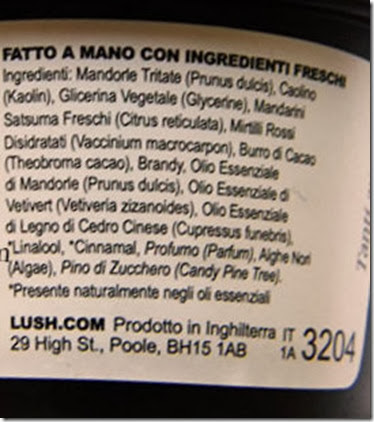 FATTO A MANO CON INGREDIENTI FRESCHI
Ingredienti: Mandorle Tritate (Prunus dulcis), Caolino
(Kaolin), Glicerina Vegetale (Glycerine), Mandarini
Satsuma Freschi (Citrus reticulata), Mirtilli Rossi
Disidratati (Vaccinium macrocarpon), Burro di Cacao
(Theobroma cacao), Brandy, Olio Essenziale
di Mandorle (Prunus dulcis), Olio Essenziale di
Vetivert (Vetiveria zizanoides), Olio Essenziale
di Legno di Cedro Cinese (Cupressus funebris),
*Linalool, *Cinnamal, Profumo (Parfum), Alghe Nori
(Algae), Pino di Zucchero (Candy Pine Tree).
*Presente naturalmente negli oli essenziali
LUSH.COM Prodotto in Inghilterra IT
29 High St., Poole, BH15 1AB 1A 3204